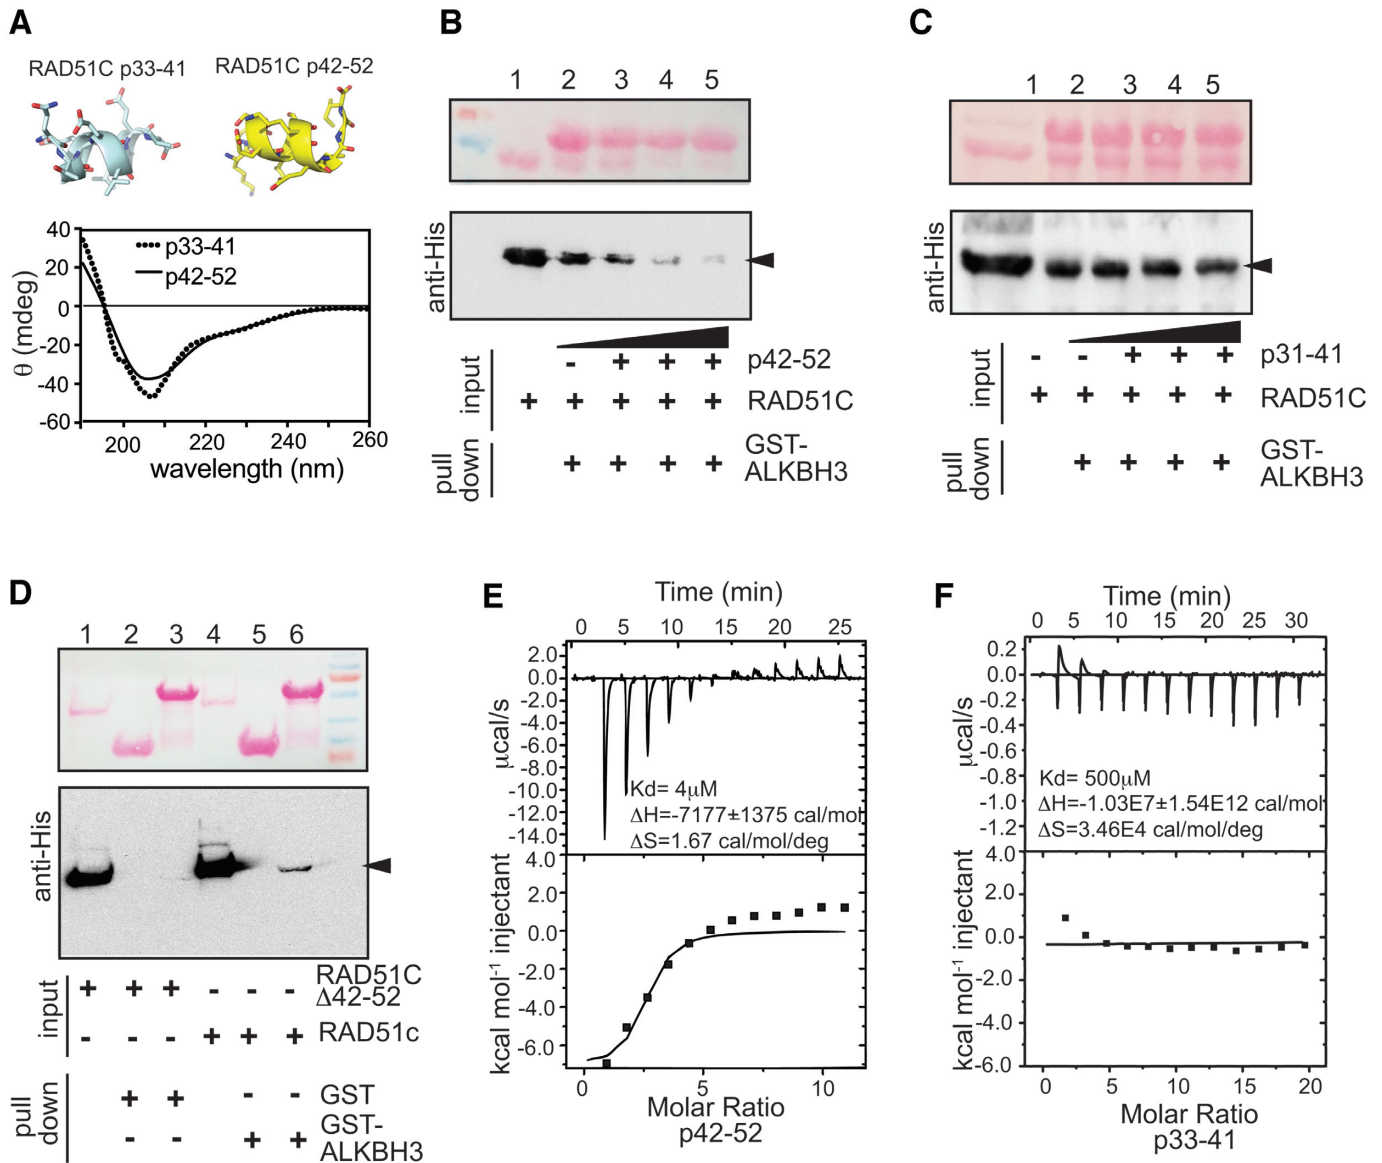 A
RAD51C p33-41
RAD51C p42-52
θ (mdeg)
40
20
0
-20
-40
-60
p33-41
p42-52
200 220 240 260
wavelength (nm)
B
1 2 3 4 5
anti-His
input
- + + + p42-52
+ + + + + RAD51C
pull down
+ + + + GST-ALKBH3
C
1 2 3 4 5
anti-His
input
- - + + + p31-41
+ + + + + RAD51C
pull down
+ + + + GST-ALKBH3
D
1 2 3 4 5 6
anti-His
input
+ + + - - - RAD51C Δ42-52
- - - + + + RAD51c
pull down
+ + - - GST
- - + + GST-ALKBH3
E
Time (min)
0 5 10 15 20 25
µcal/s
2.0
0.0
-2.0
-4.0
-6.0
-8.0
-10.0
-12.0
-14.0
Kd= 4µM
ΔH=-7177±1375 cal/mol
ΔS=1.67 cal/mol/deg
kcal mol-1 injectant
4.0
2.0
0.0
-2.0
-4.0
-6.0
0 5 10
Molar Ratio
p42-52
F
Time (min)
0 5 10 15 20 25 30
µcal/s
0.2
0.0
-0.2
-0.4
-0.6
-0.8
-1.0
-1.2
Kd= 500µM
ΔH=-1.03E7±1.54E12 cal/mol
ΔS=3.46E4 cal/mol/deg
kcal mol-1 injectant
4.0
2.0
0.0
-2.0
-4.0
-6.0
0 5 10 15 20
Molar Ratio
p33-41